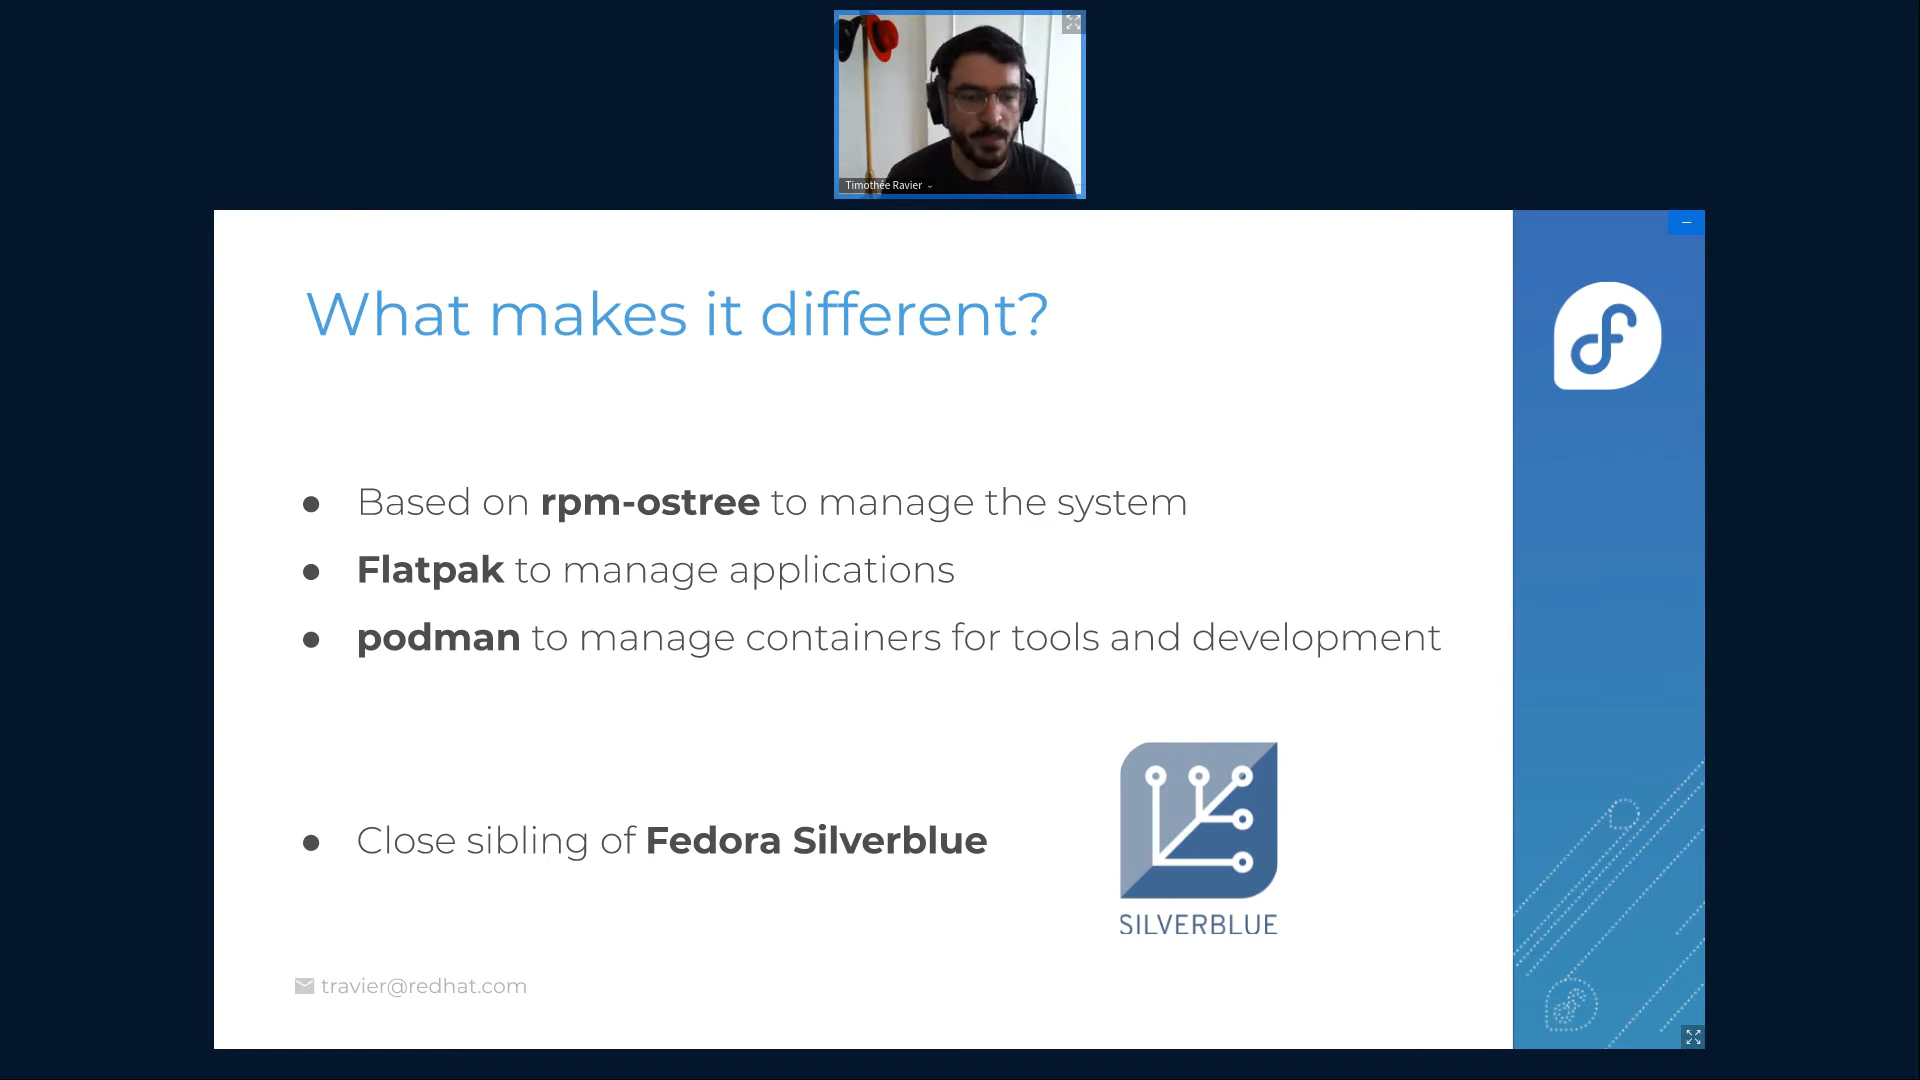 Timothée Ravier
What makes it different?
● Based on rpm-ostree to manage the system
● Flatpak to manage applications
● podman to manage containers for tools and development
● Close sibling of Fedora Silverblue
SILVERBLUE
travier@redhat.com